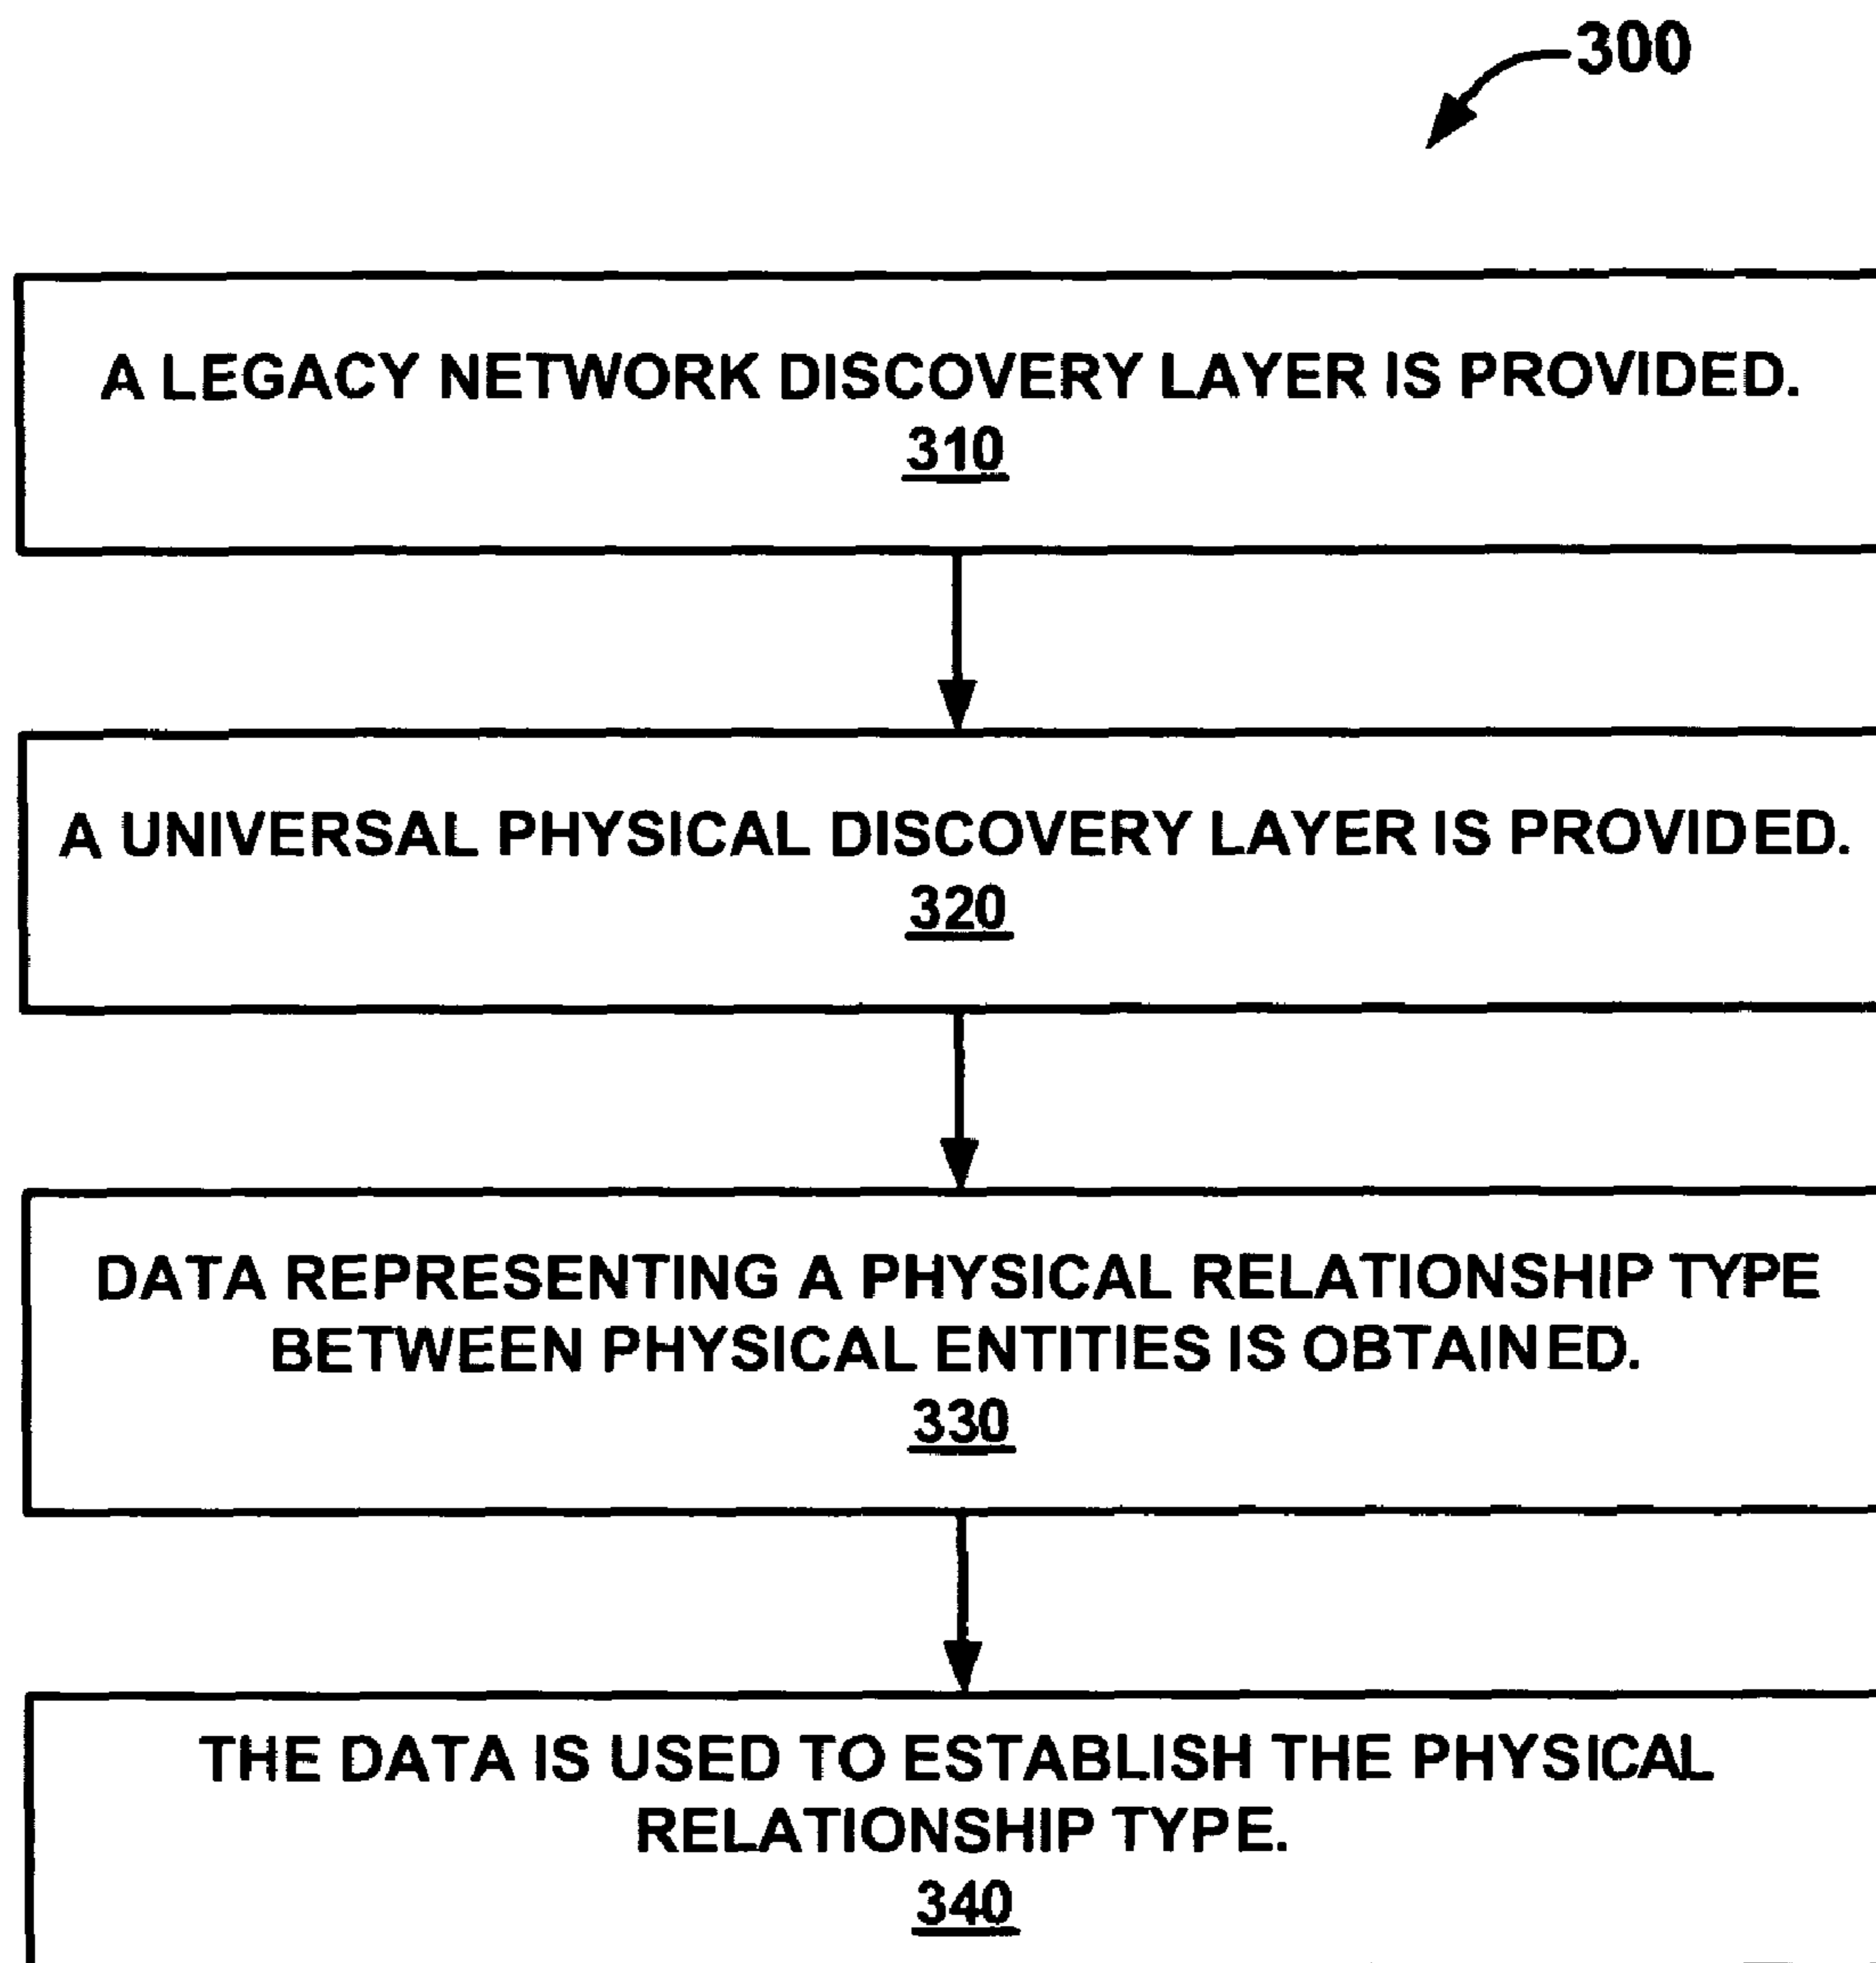 300
A LEGACY NETWORK DISCOVERY LAYER IS PROVIDED.
310
A UNIVERSAL PHYSICAL DISCOVERY LAYER IS PROVIDED.
320
DATA REPRESENTING A PHYSICAL RELATIONSHIP TYPE
BETWEEN PHYSICAL ENTITIES IS OBTAINED.
330
THE DATA IS USED TO ESTABLISH THE PHYSICAL
RELATIONSHIP TYPE.
340